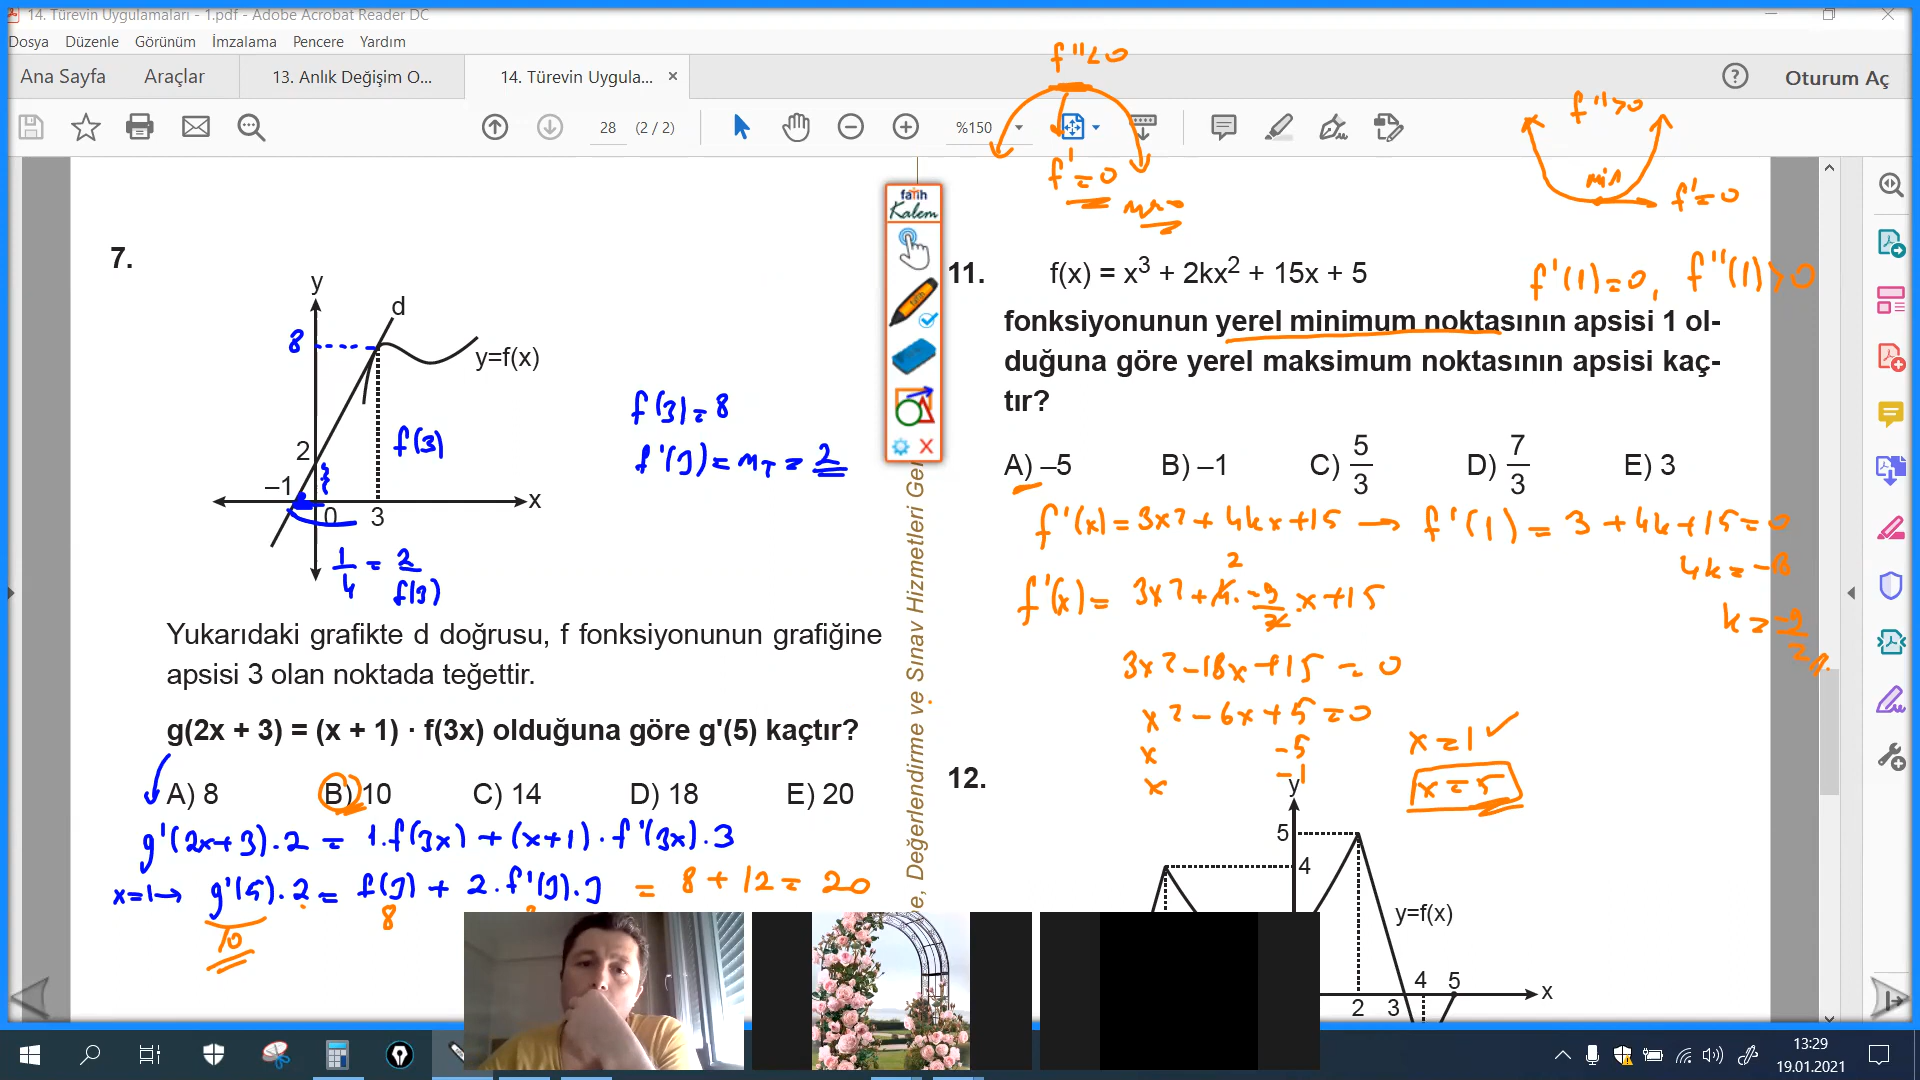 14. Türevin Uygulamaları - 1.pdf - Adobe Acrobat Reader DC
Dosya Düzenle Görünüm İmzalama Pencere Yardım
Ana Sayfa Araçlar 13. Anlık Değişim O... 14. Türevin Uygula... × Oturum Aç
28 (2 / 2) %150
f''<0
f'=0
f''>0
min
f'=0
fatih
Kalem
7.
y
d
8
y=f(x)
2
f(3)
-1
0 3 x
1/4 = 2/f(3)
f(3)=8
f'(3)=mT=2
Yukarıdaki grafikte d doğrusu, f fonksiyonunun grafiğine
apsisi 3 olan noktada teğettir.
g(2x + 3) = (x + 1) · f(3x) olduğuna göre g'(5) kaçtır?
A) 8 B) 10 C) 14 D) 18 E) 20
g'(2x+3).2 = 1.f(3x) + (x+1).f'(3x).3
x=1→ g'(5).2 = f(3) + 2.f'(3).3 = 8+12=20
10
8
e, Değerlendirme ve Sınav Hizmetleri Gen
11. f(x) = x³ + 2kx² + 15x + 5
f'(1)=0, f''(1)>0
fonksiyonunun yerel minimum noktasının apsisi 1 ol-
duğuna göre yerel maksimum noktasının apsisi kaç-
tır?
A) –5 B) –1 C) 5/3 D) 7/3 E) 3
f'(x)=3x²+4kx+15 → f'(1)=3+4k+15=0
4k=-18
k=-9/2
f'(x)=3x²+4.-9/2.x+15
2
3x²-18x+15=0
x²-6x+5=0
x -5
x -1
x=1 ✓
x=5
12.
y
5
4
y=f(x)
2 3 4 5 x
13:29
19.01.2021